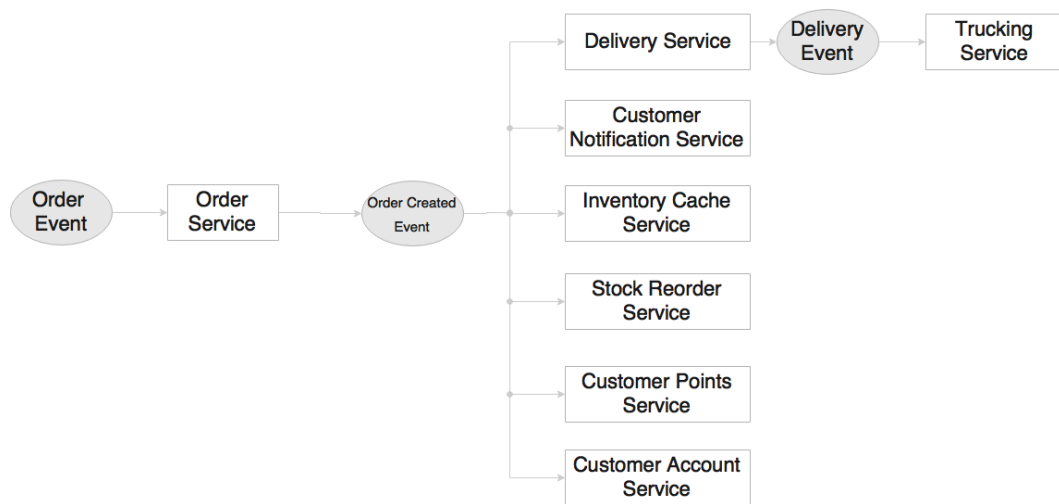 Order
Event
Order
Service
Order Created
Event
Delivery Service
Delivery
Event
Trucking
Service
Customer
Notification Service
Inventory Cache
Service
Stock Reorder
Service
Customer Points
Service
Customer Account
Service